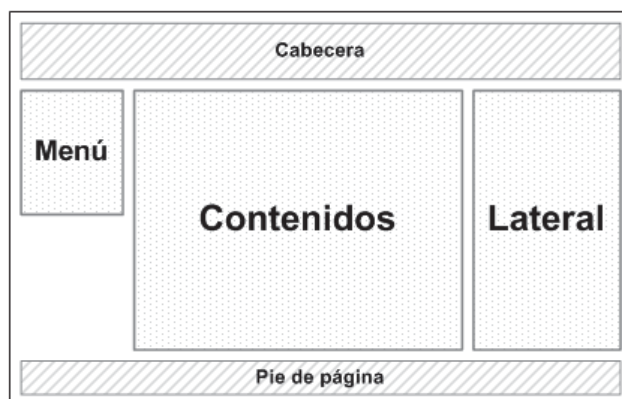 Cabecera
Menú
Contenidos
Lateral
Pie de página